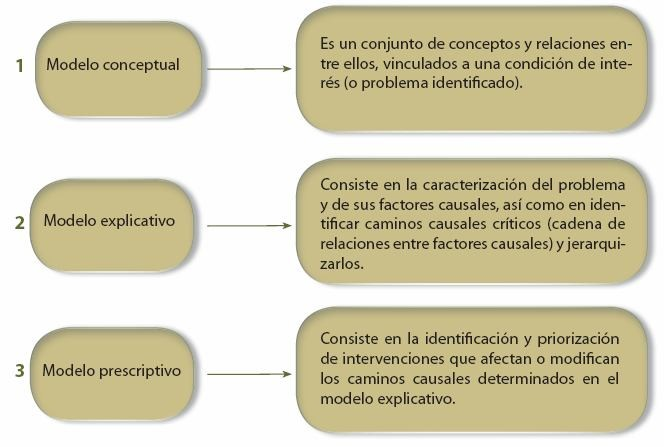 1 Modelo conceptual
Es un conjunto de conceptos y relaciones en-
tre ellos, vinculados a una condición de inte-
rés (o problema identificado).
2 Modelo explicativo
Consiste en la caracterización del problema
y de sus factores causales, así como en iden-
tificar caminos causales críticos (cadena de
relaciones entre factores causales) y jerarqui-
zarlos.
3 Modelo prescriptivo
Consiste en la identificación y priorización
de intervenciones que afectan o modifican
los caminos causales determinados en el
modelo explicativo.